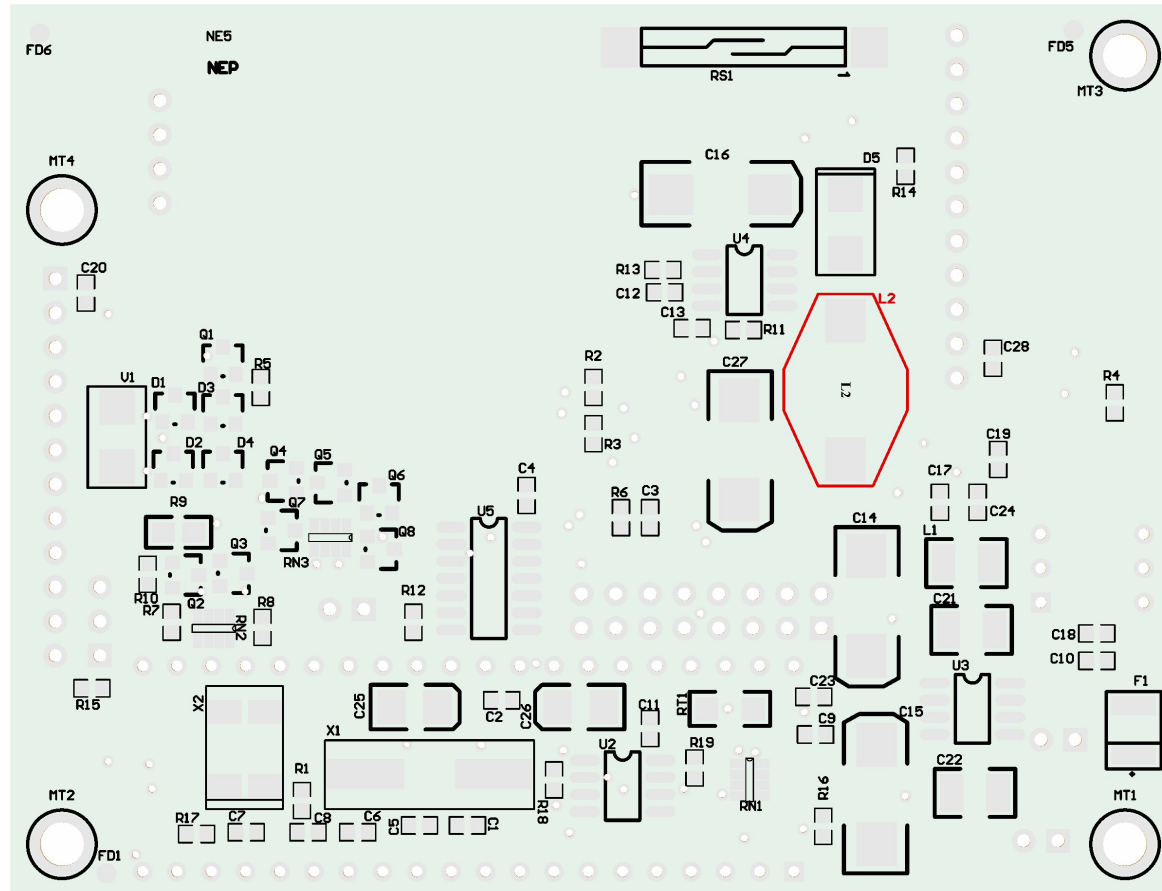 NE5
FD6
FD5
NEP
RS1
1
MT3
MT4
C16
D5
R14
U4
C20
R13
C12
L2
C13
R11
Q1
C28
R2
C27
R5
V1
D1
D3
R4
L2
D2
D4
R3
C19
Q4
Q5
Q6
C4
C17
R9
Q7
R6
C3
U5
C24
C14
Q8
L1
Q3
RN3
R10
Q2
R12
C21
R7
R8
RN2
C18
C10
U3
R15
X2
C25
C2
C26
C11
RT1
C23
F1
C15
X1
C9
U2
R19
C22
R1
MT2
R18
RN1
R16
MT1
R17
C7
C8
C6
C5
C1
FD1